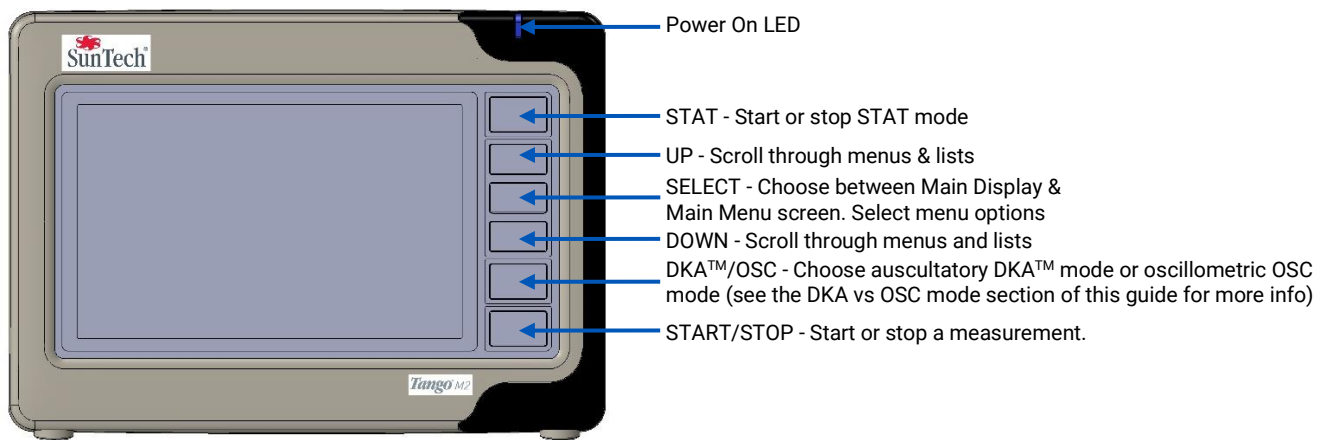 Power On LED
SunTech®
STAT - Start or stop STAT mode
UP - Scroll through menus & lists
SELECT - Choose between Main Display &
Main Menu screen. Select menu options
DOWN - Scroll through menus and lists
DKA™/OSC - Choose auscultatory DKA™ mode or oscillometric OSC
mode (see the DKA vs OSC mode section of this guide for more info)
START/STOP - Start or stop a measurement.
Tango M2